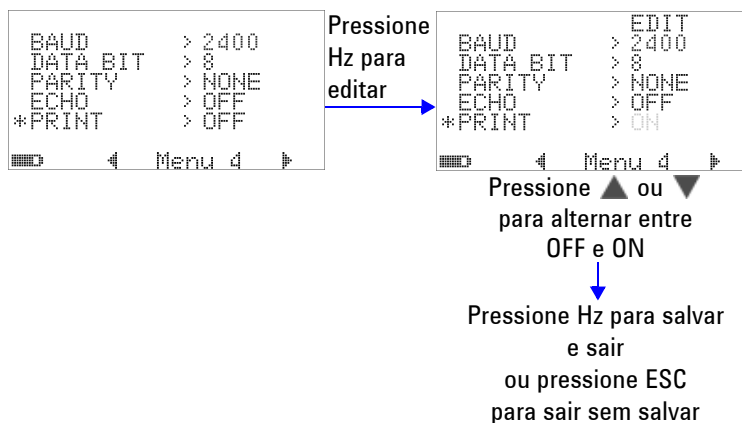 BAUD > 2400
DATA BIT > 8
PARITY > NONE
ECHO > OFF
*PRINT > OFF
Menu 4
Pressione
Hz para
editar
EDIT
BAUD > 2400
DATA BIT > 8
PARITY > NONE
ECHO > OFF
*PRINT > ON
Menu 4
Pressione ▲ ou ▼
para alternar entre
OFF e ON
Pressione Hz para salvar
e sair
ou pressione ESC
para sair sem salvar